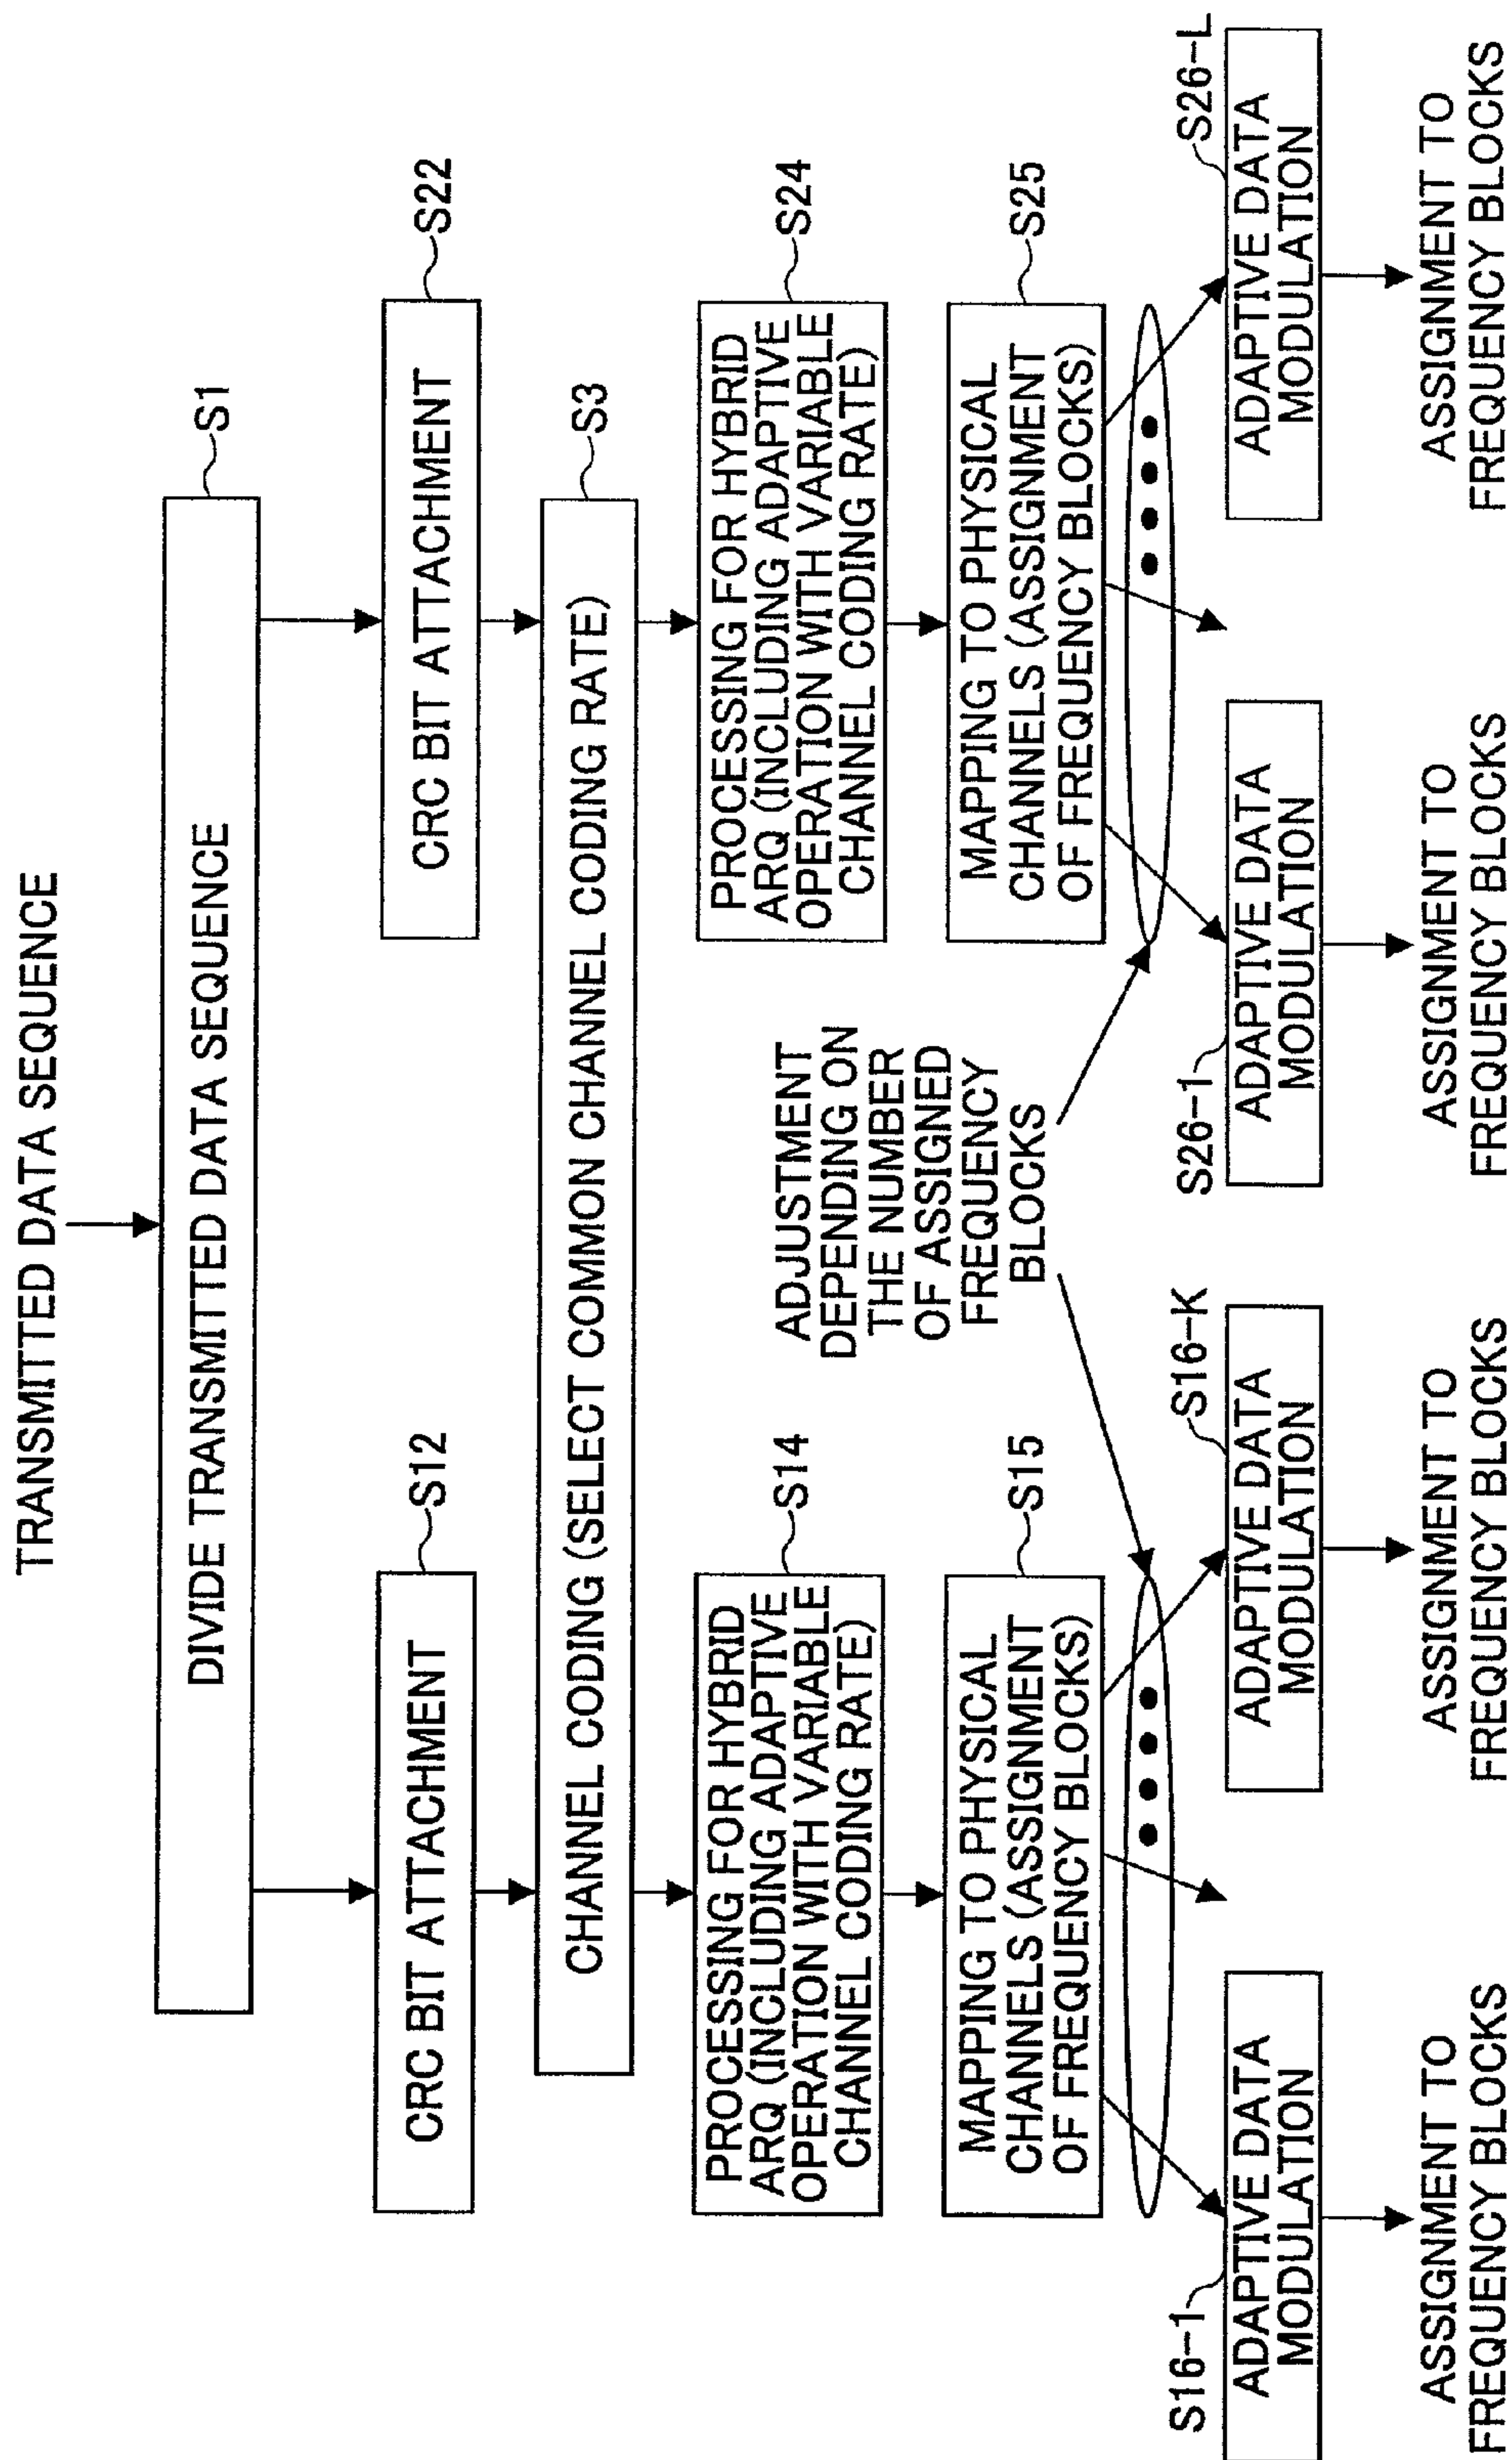 TRANSMITTED DATA SEQUENCE
DIVIDE TRANSMITTED DATA SEQUENCE
S1
CRC BIT ATTACHMENT
S12
CRC BIT ATTACHMENT
S22
CHANNEL CODING (SELECT COMMON CHANNEL CODING RATE)
S3
PROCESSING FOR HYBRID
ARQ (INCLUDING ADAPTIVE
OPERATION WITH VARIABLE
CHANNEL CODING RATE)
S14
PROCESSING FOR HYBRID
ARQ (INCLUDING ADAPTIVE
OPERATION WITH VARIABLE
CHANNEL CODING RATE)
S24
MAPPING TO PHYSICAL
CHANNELS (ASSIGNMENT
OF FREQUENCY BLOCKS)
S15
ADJUSTMENT
DEPENDING ON
THE NUMBER
OF ASSIGNED
FREQUENCY
BLOCKS
MAPPING TO PHYSICAL
CHANNELS (ASSIGNMENT
OF FREQUENCY BLOCKS)
S25
S16-1
ADAPTIVE DATA
MODULATION
S16-K
ADAPTIVE DATA
MODULATION
S26-1
ADAPTIVE DATA
MODULATION
S26-L
ADAPTIVE DATA
MODULATION
ASSIGNMENT TO
FREQUENCY BLOCKS
ASSIGNMENT TO
FREQUENCY BLOCKS
ASSIGNMENT TO
FREQUENCY BLOCKS
ASSIGNMENT TO
FREQUENCY BLOCKS